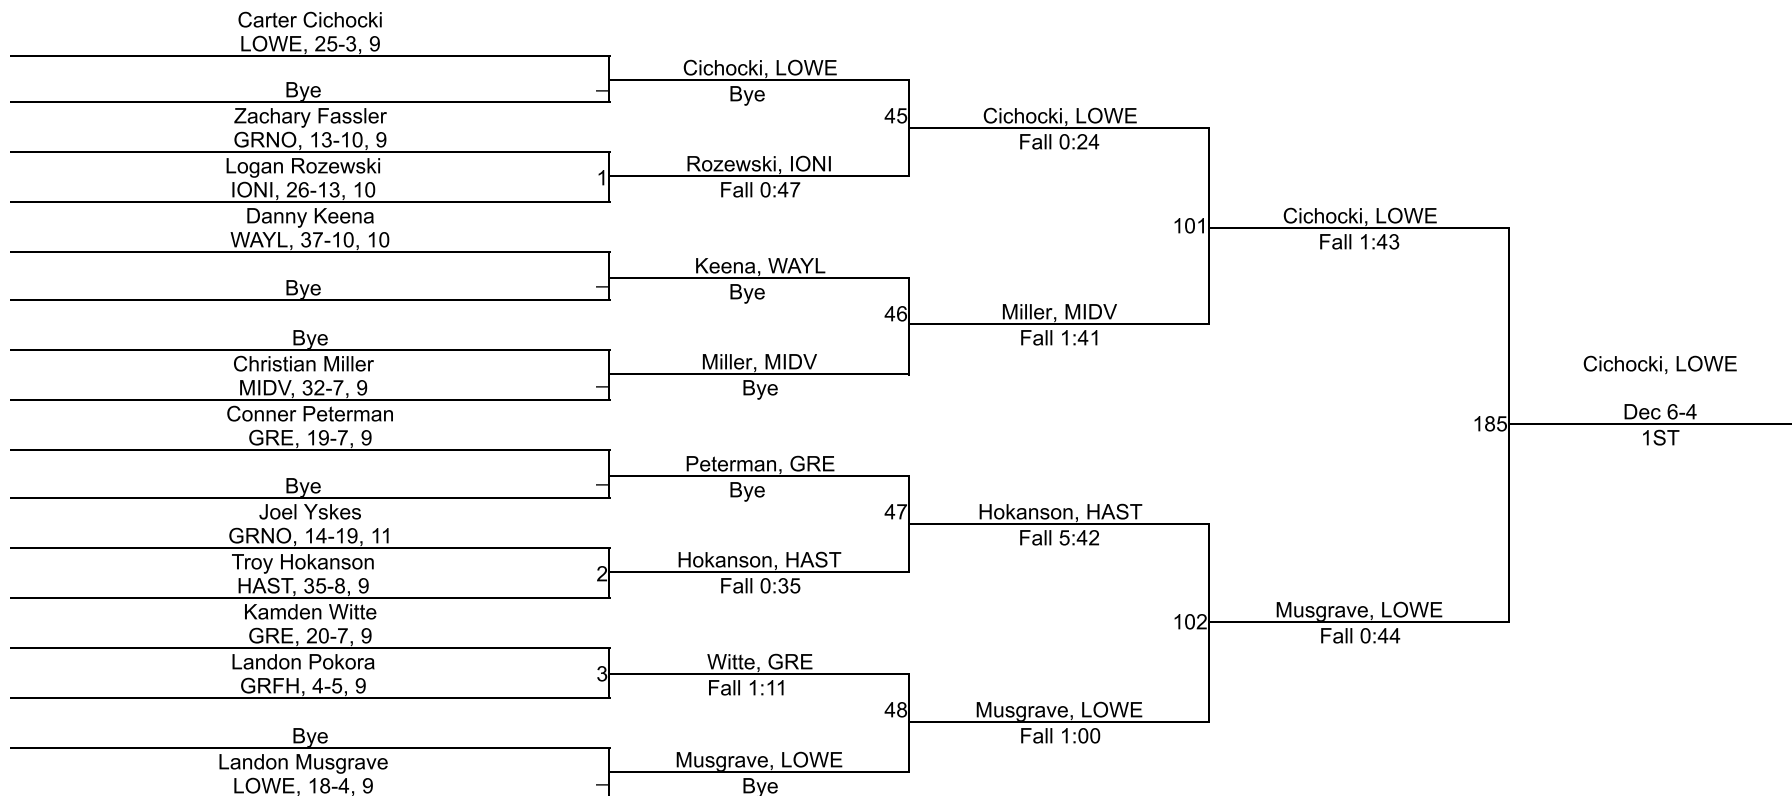 Carter Cichocki
LOWE, 25-3, 9
Bye
Zachary Fassler
GRNO, 13-10, 9
Logan Rozewski
IONI, 26-13, 10
1
Danny Keena
WAYL, 37-10, 10
Bye
Bye
Christian Miller
MIDV, 32-7, 9
Conner Peterman
GRE, 19-7, 9
Bye
Joel Yskes
GRNO, 14-19, 11
Troy Hokanson
HAST, 35-8, 9
2
Kamden Witte
GRE, 20-7, 9
Landon Pokora
GRFH, 4-5, 9
3
Bye
Landon Musgrave
LOWE, 18-4, 9
Cichocki, LOWE
Bye
45
Rozewski, IONI
Fall 0:47
Keena, WAYL
Bye
46
Miller, MIDV
Bye
Peterman, GRE
Bye
47
Hokanson, HAST
Fall 0:35
Witte, GRE
Fall 1:11
48
Musgrave, LOWE
Bye
Cichocki, LOWE
Fall 0:24
101
Miller, MIDV
Fall 1:41
Hokanson, HAST
Fall 5:42
102
Musgrave, LOWE
Fall 1:00
Cichocki, LOWE
Fall 1:43
185
Musgrave, LOWE
Fall 0:44
Cichocki, LOWE
Dec 6-4
1ST